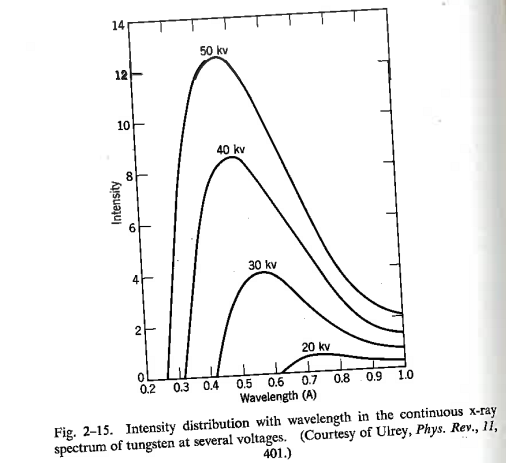 14
50 kv
12
10
40 kv
8
Intensity
6
30 kv
4
2
20 kv
0
0.2 0.3 0.4 0.5 0.6 0.7 0.8 0.9 1.0
Wavelength (A)
Fig. 2–15. Intensity distribution with wavelength in the continuous x-ray
spectrum of tungsten at several voltages. (Courtesy of Ulrey, Phys. Rev., 11,
401.)